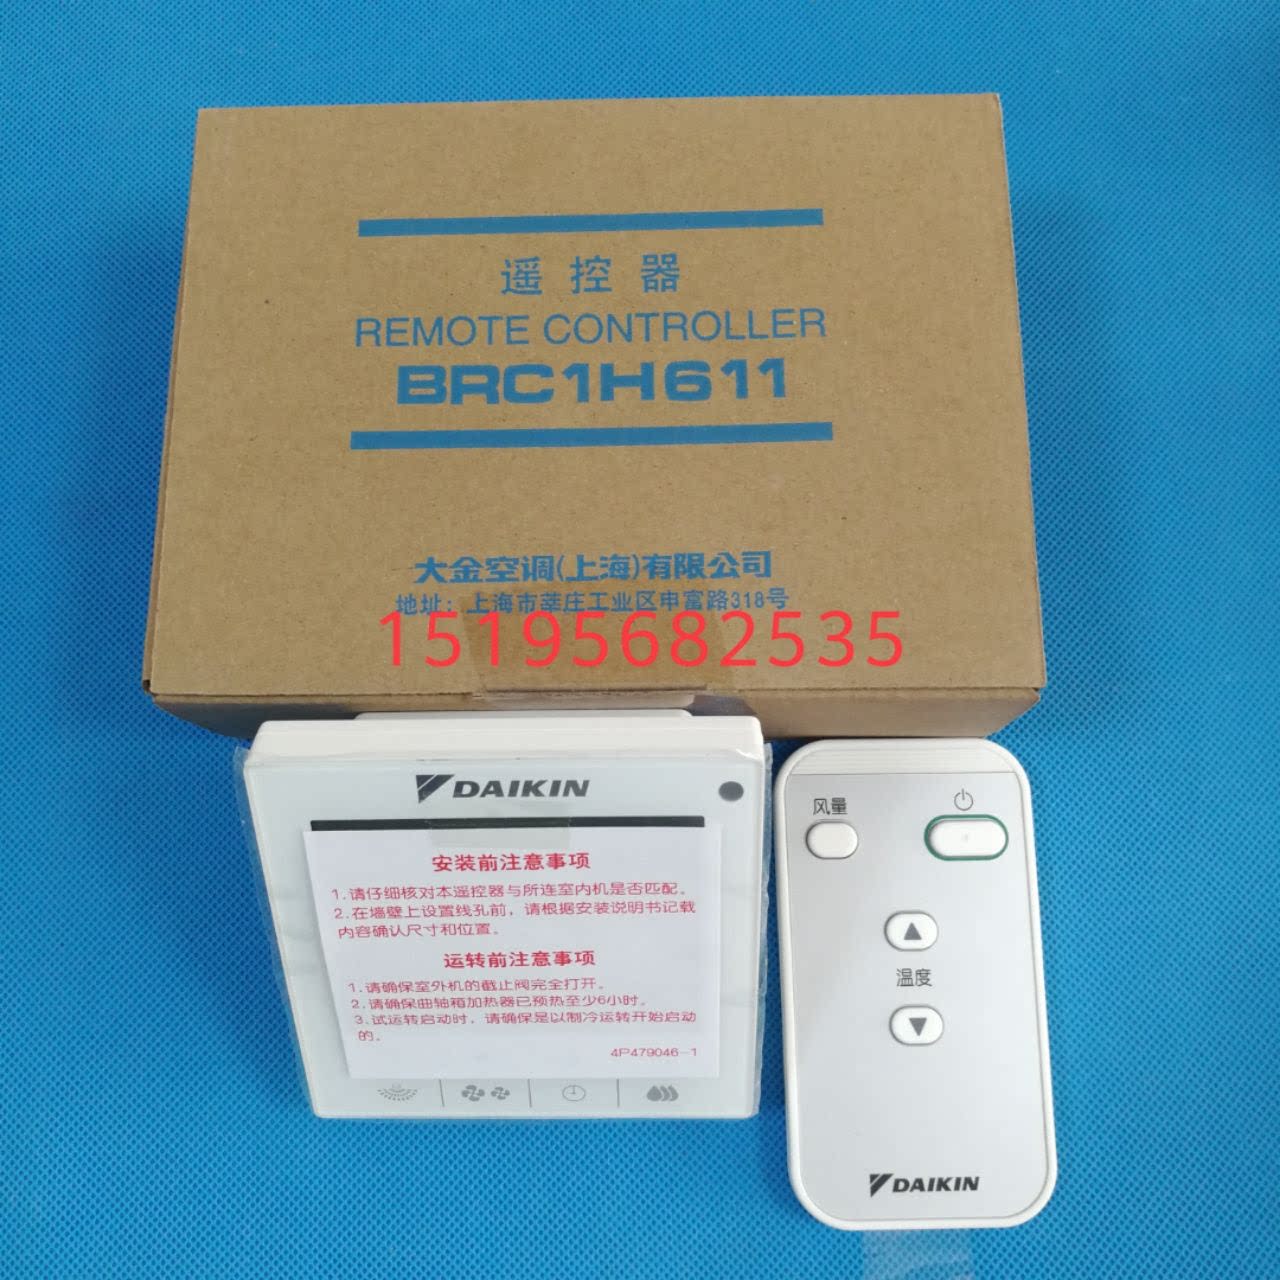 遥控器
REMOTE CONTROLLER
BRC1H611
大金空调(上海)有限公司
地址：上海市莘庄工业区申富路318号
15195682535
DAIKIN
安装前注意事项
1.请仔细核对本遥控器与所连室内机是否匹配。
2.在墙壁上设置线孔前，请根据安装说明书记载
内容确认尺寸和位置。
运转前注意事项
1.请确保室外机的截止阀完全打开。
2.请确保曲轴箱加热器已预热至少6小时。
3.试运转启动时，请确保是以制冷运转开始启动
的。
4P479046-1
风量
温度
DAIKIN